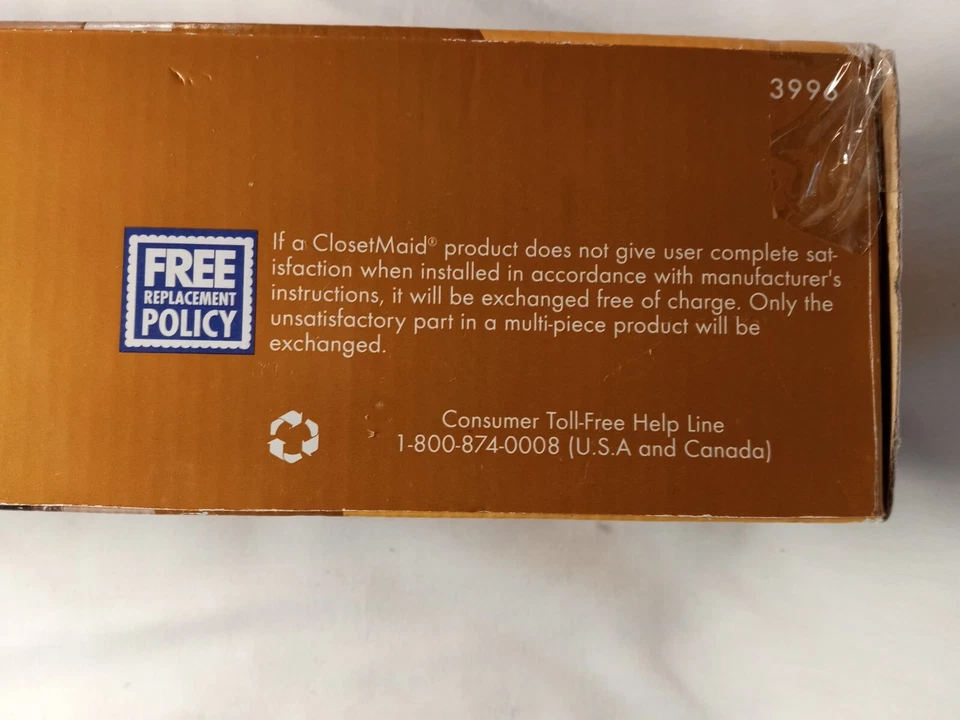 3996
FREE
REPLACEMENT
POLICY
If a ClosetMaid® product does not give user complete sat-
isfaction when installed in accordance with manufacturer's
instructions, it will be exchanged free of charge. Only the
unsatisfactory part in a multi-piece product will be
exchanged.
Consumer Toll-Free Help Line
1-800-874-0008 (U.S.A and Canada)